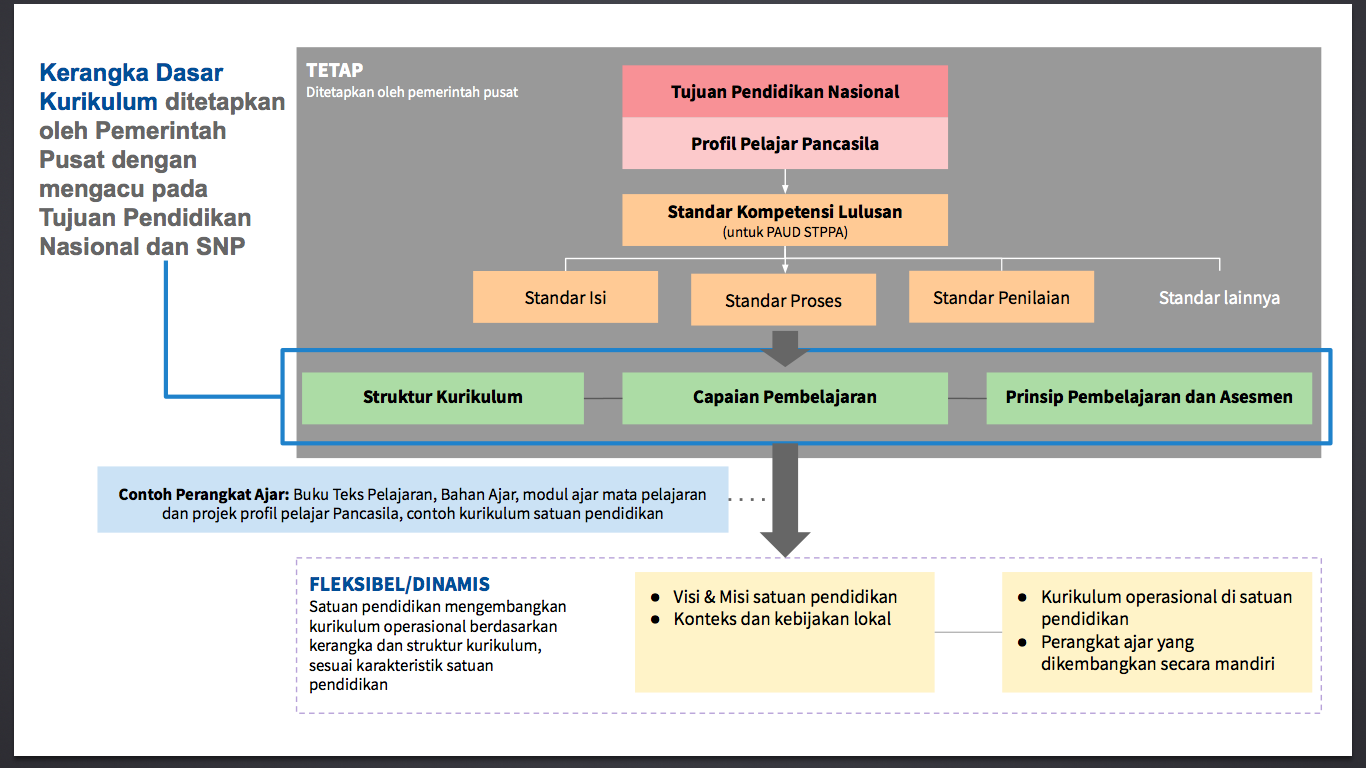 Kerangka Dasar
Kurikulum ditetapkan
oleh Pemerintah
Pusat dengan
mengacu pada
Tujuan Pendidikan
Nasional dan SNP
TETAP
Ditetapkan oleh pemerintah pusat
Tujuan Pendidikan Nasional
Profil Pelajar Pancasila
Standar Kompetensi Lulusan
(untuk PAUD STPPA)
Standar Isi
Standar Proses
Standar Penilaian
Standar lainnya
Struktur Kurikulum
Capaian Pembelajaran
Prinsip Pembelajaran dan Asesmen
Contoh Perangkat Ajar: Buku Teks Pelajaran, Bahan Ajar, modul ajar mata pelajaran
dan projek profil pelajar Pancasila, contoh kurikulum satuan pendidikan
FLEKSIBEL/DINAMIS
Satuan pendidikan mengembangkan
kurikulum operasional berdasarkan
kerangka dan struktur kurikulum,
sesuai karakteristik satuan
pendidikan
● Visi & Misi satuan pendidikan
● Konteks dan kebijakan lokal
● Kurikulum operasional di satuan
pendidikan
● Perangkat ajar yang
dikembangkan secara mandiri